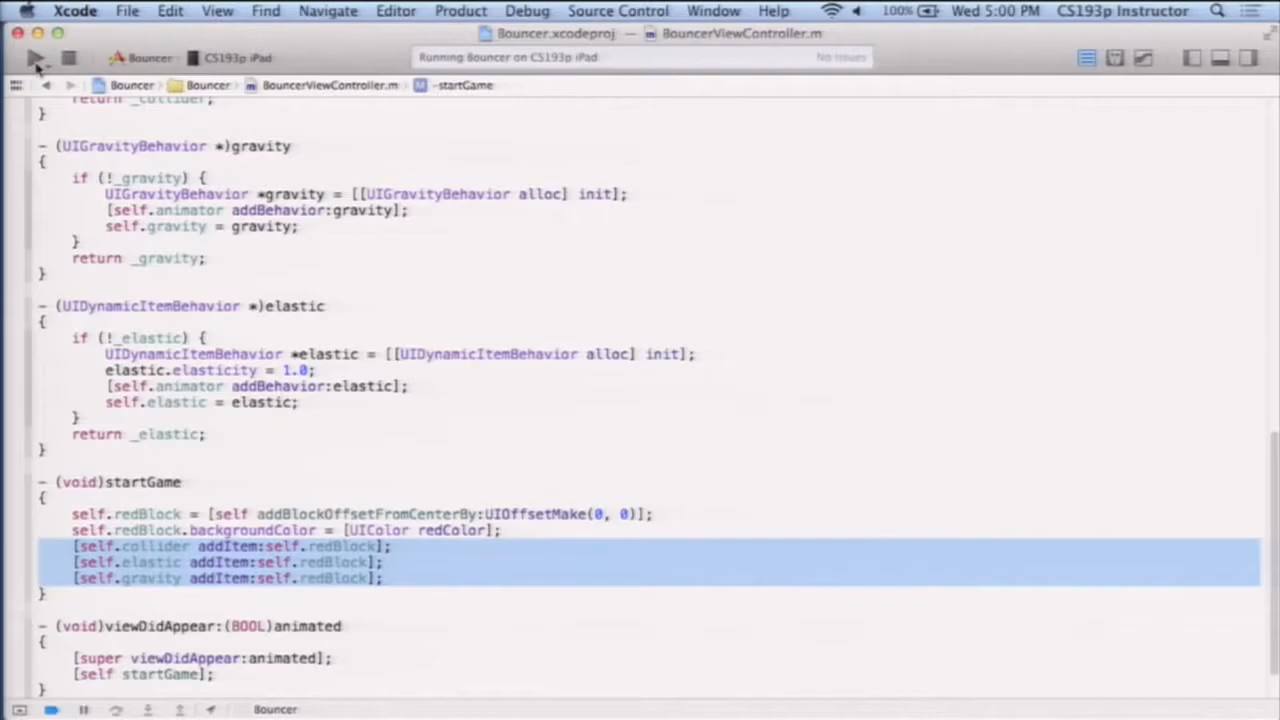 Xcode File Edit View Find Navigate Editor Product Debug Source Control Window Help 100% Wed 5:00 PM CS193p Instructor
Bouncer.xcodeproj — BouncerViewController.m
Bouncer CS193p iPad Running Bouncer on CS193p iPad No Issues
Bouncer Bouncer BouncerViewController.m -startGame
return _collider;
}
- (UIGravityBehavior *)gravity
{
if (!_gravity) {
UIGravityBehavior *gravity = [[UIGravityBehavior alloc] init];
[self.animator addBehavior:gravity];
self.gravity = gravity;
}
return _gravity;
}
- (UIDynamicItemBehavior *)elastic
{
if (!_elastic) {
UIDynamicItemBehavior *elastic = [[UIDynamicItemBehavior alloc] init];
elastic.elasticity = 1.0;
[self.animator addBehavior:elastic];
self.elastic = elastic;
}
return _elastic;
}
- (void)startGame
{
self.redBlock = [self addBlockOffsetFromCenterBy:UIOffsetMake(0, 0)];
self.redBlock.backgroundColor = [UIColor redColor];
[self.collider addItem:self.redBlock];
[self.elastic addItem:self.redBlock];
[self.gravity addItem:self.redBlock];
}
- (void)viewDidAppear:(BOOL)animated
{
[super viewDidAppear:animated];
[self startGame];
}
Bouncer